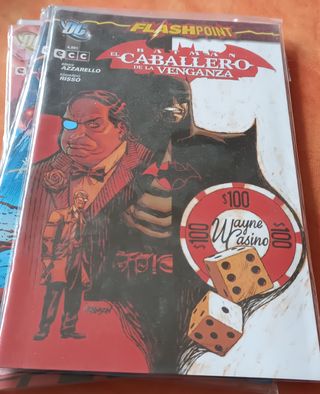 DC
FLASHPOINT
ecc
BATMAN
EL CABALLERO
DE LA VENGANZA
AZZARELLO
RISSO
$100
$100
Wayne
Casino
$100